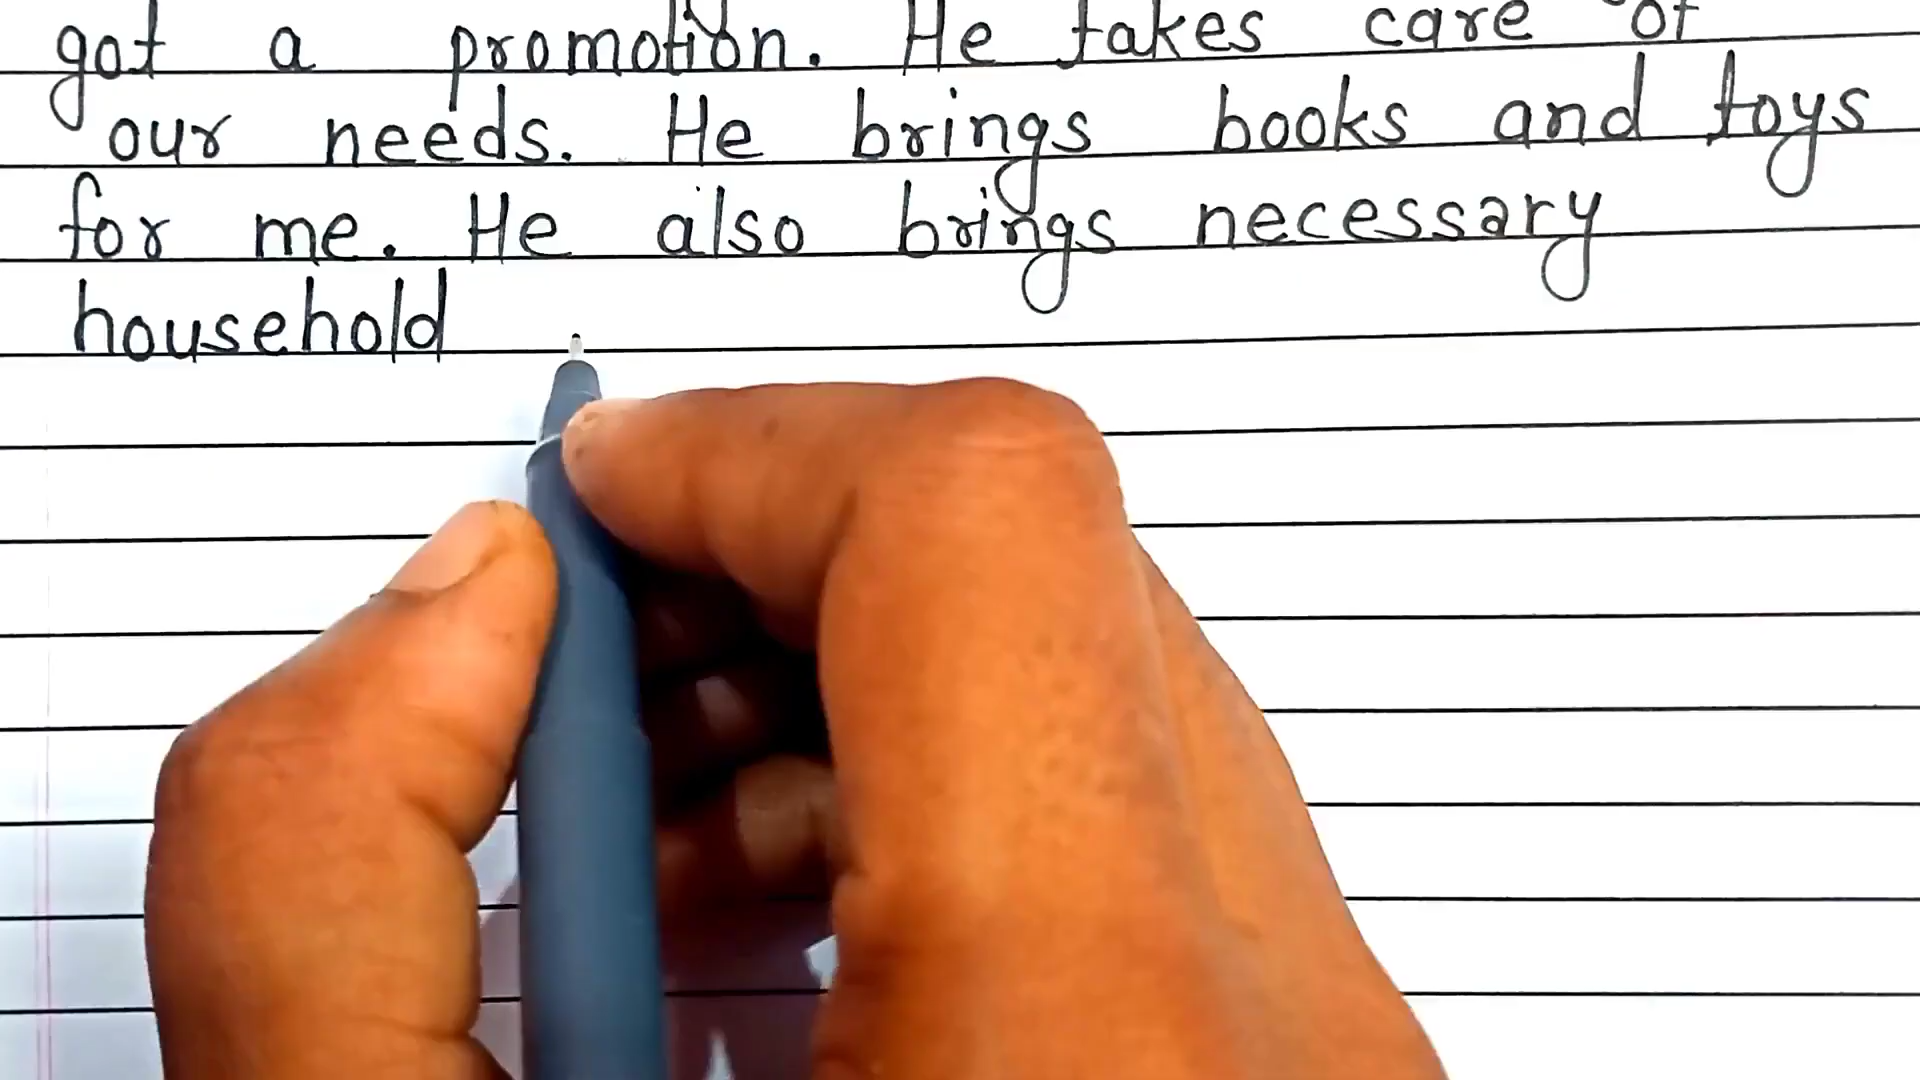 got a promotion. He takes care of
our needs. He brings books and toys
for me. He also brings necessary
household